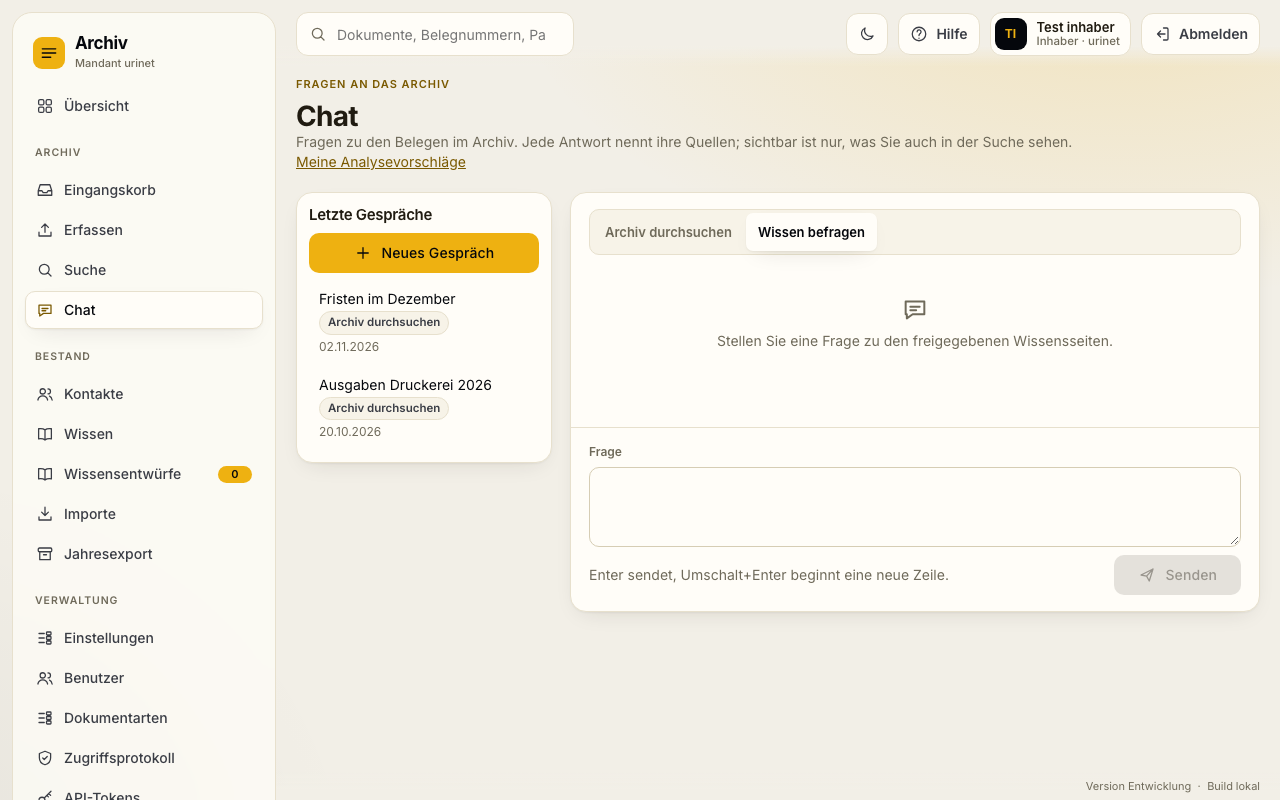 Archiv
Mandant urinet
Übersicht
ARCHIV
Eingangskorb
Erfassen
Suche
Chat
BESTAND
Kontakte
Wissen
Wissensentwürfe 0
Importe
Jahresexport
VERWALTUNG
Einstellungen
Benutzer
Dokumentarten
Zugriffsprotokoll
API-Tokens
Dokumente, Belegnummern, Pa
Hilfe
TI
Test inhaber
Inhaber · urinet
Abmelden
FRAGEN AN DAS ARCHIV
Chat
Fragen zu den Belegen im Archiv. Jede Antwort nennt ihre Quellen; sichtbar ist nur, was Sie auch in der Suche sehen.
Meine Analysevorschläge
Letzte Gespräche
Neues Gespräch
Fristen im Dezember
Archiv durchsuchen
02.11.2026
Ausgaben Druckerei 2026
Archiv durchsuchen
20.10.2026
Archiv durchsuchen Wissen befragen
Stellen Sie eine Frage zu den freigegebenen Wissensseiten.
Frage
Enter sendet, Umschalt+Enter beginnt eine neue Zeile.
Senden
Version Entwicklung · Build lokal